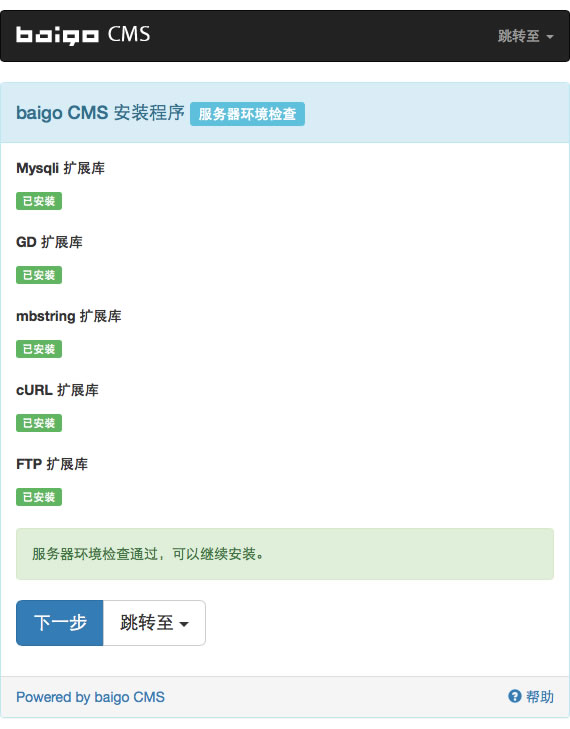 baigo CMS
跳转至
baigo CMS 安装程序 服务器环境检查
Mysqli 扩展库
已安装
GD 扩展库
已安装
mbstring 扩展库
已安装
cURL 扩展库
已安装
FTP 扩展库
已安装
服务器环境检查通过，可以继续安装。
下一步 跳转至
Powered by baigo CMS
帮助